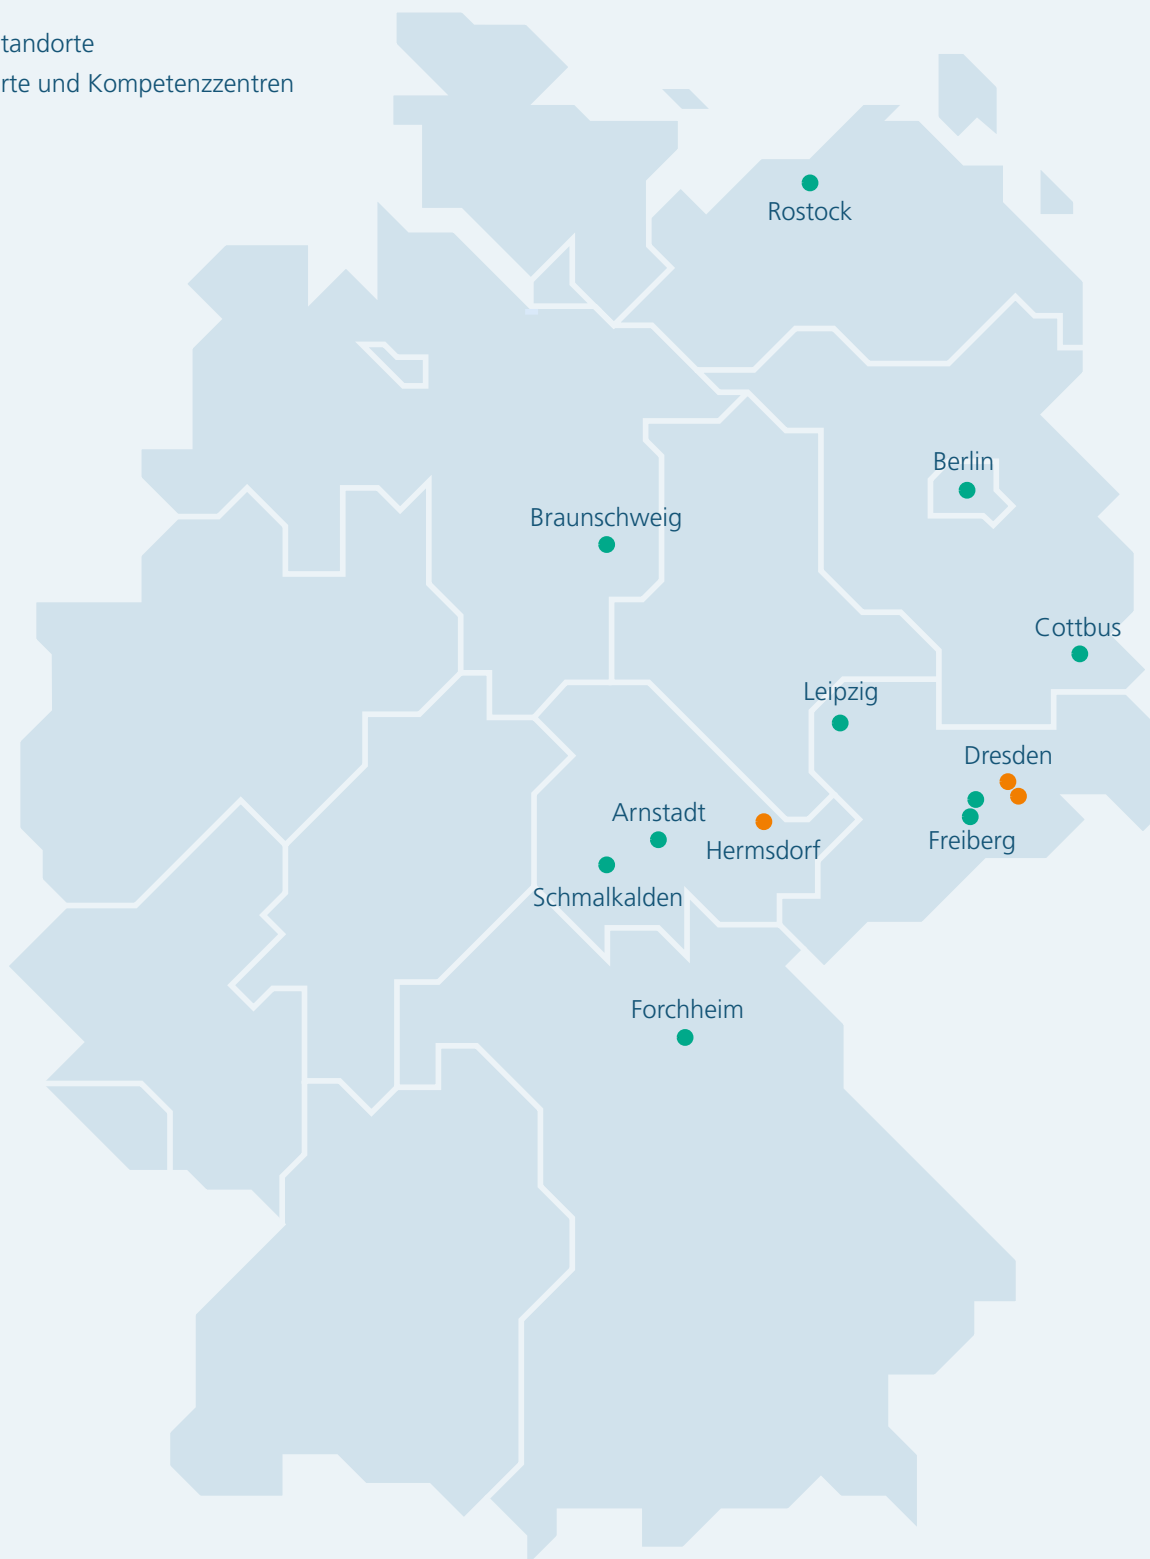 tandorte
rte und Kompetenzzentren
Rostock
Berlin
Braunschweig
Cottbus
Leipzig
Dresden
Arnstadt
Hermsdorf
Freiberg
Schmalkalden
Forchheim